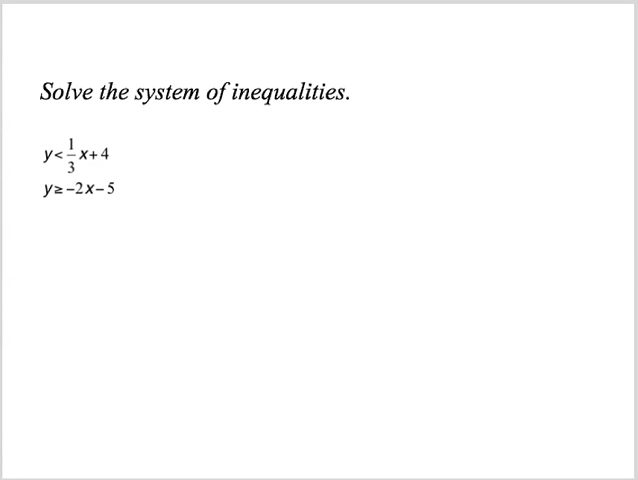 Solve the system of inequalities.
y<1/3x+4
y≥-2x-5